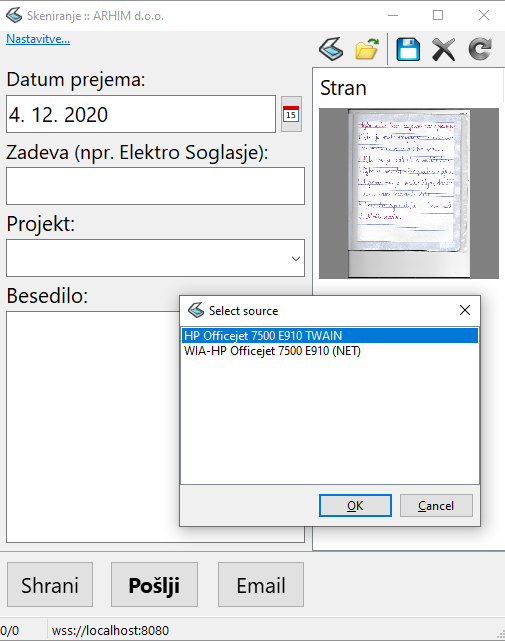 Skeniranje :: ARHIM d.o.o.
Nastavitve...
Datum prejema:
4. 12. 2020
15
Zadeva (npr. Elektro Soglasje):
Projekt:
Besedilo:
Stran
Select source
HP Officejet 7500 E910 TWAIN
WIA-HP Officejet 7500 E910 (NET)
OK
Cancel
Shrani
Pošlji
Email
0/0
wss://localhost:8080